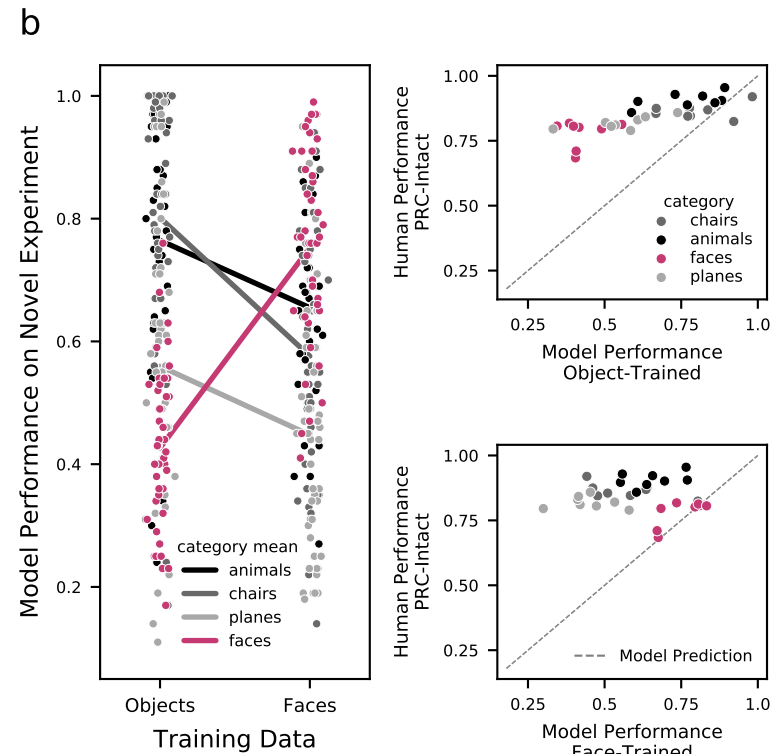 b
Model Performance on Novel Experiment
1.0
0.8
0.6
0.4
0.2
category mean
animals
chairs
planes
faces
Objects
Faces
Training Data
Human Performance
PRC-Intact
1.00
0.75
0.50
0.25
category
chairs
animals
faces
planes
0.25
0.5
0.75
1.0
Model Performance
Object-Trained
Human Performance
PRC-Intact
1.00
0.75
0.50
0.25
Model Prediction
0.25
0.5
0.75
1.0
Model Performance
Face-Trained